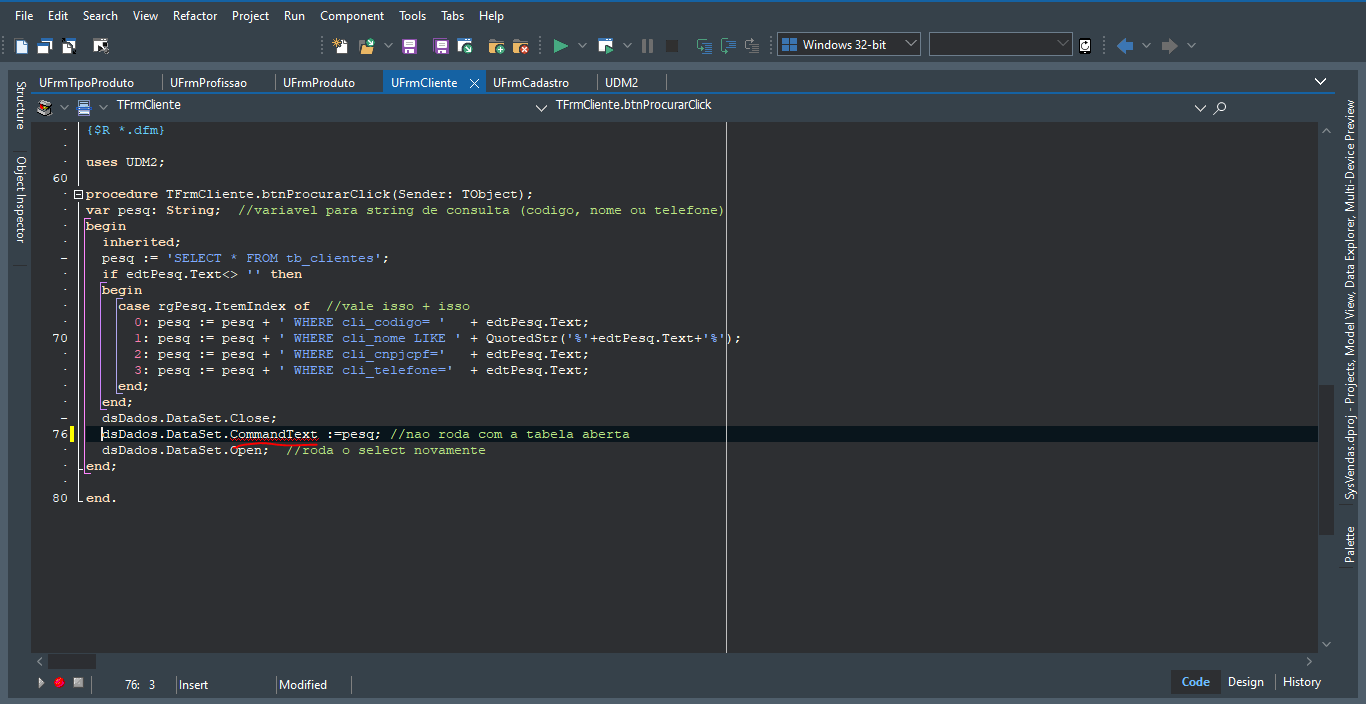 File Edit Search View Refactor Project Run Component Tools Tabs Help
Windows 32-bit
UFrmTipoProduto UFrmProfissao UFrmProduto UFrmCliente UFrmCadastro UDM2
TFrmCliente TFrmCliente.btnProcurarClick
Structure
Object Inspector
{$R *.dfm}
uses UDM2;
60
procedure TFrmCliente.btnProcurarClick(Sender: TObject);
var pesq: String; //variavel para string de consulta (codigo, nome ou telefone)
begin
inherited;
pesq := 'SELECT * FROM tb_clientes';
if edtPesq.Text<> '' then
begin
case rgPesq.ItemIndex of //vale isso + isso
0: pesq := pesq + ' WHERE cli_codigo= ' + edtPesq.Text;
70 1: pesq := pesq + ' WHERE cli_nome LIKE ' + QuotedStr('%'+edtPesq.Text+'%');
2: pesq := pesq + ' WHERE cli_cnpjcpf=' + edtPesq.Text;
3: pesq := pesq + ' WHERE cli_telefone=' + edtPesq.Text;
end;
end;
dsDados.DataSet.Close;
76 dsDados.DataSet.CommandText :=pesq; //nao roda com a tabela aberta
dsDados.DataSet.Open; //roda o select novamente
end;
80 end.
SysVendas.dproj - Projects, Model View, Data Explorer, Multi-Device Preview
Palette
76: 3 Insert Modified Code Design History